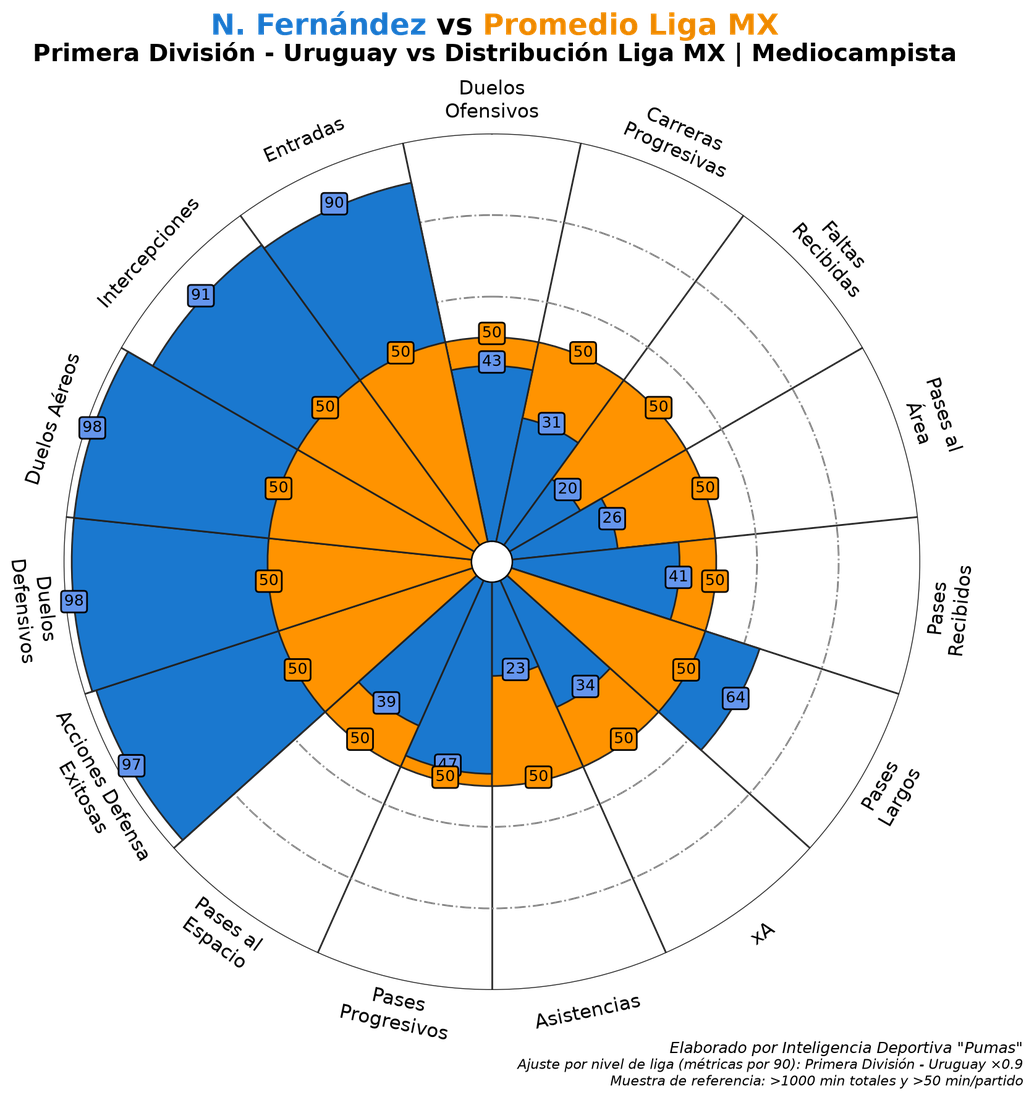 N. Fernández vs Promedio Liga MX
Primera División - Uruguay vs Distribución Liga MX | Mediocampista
Duelos
Ofensivos
50
43
Carreras
Progresivas
50
31
Faltas
Recibidas
50
20
Pases al
Área
50
26
Pases
Recibidos
50
41
Pases
Largos
50
64
xA
50
34
Asistencias
50
23
Pases
Progresivos
47
50
Pases al
Espacio
39
50
Acciones Defensa
Exitosas
97
50
Duelos
Defensivos
98
50
Duelos Aéreos
98
50
Intercepciones
91
50
Entradas
90
50
Elaborado por Inteligencia Deportiva "Pumas"
Ajuste por nivel de liga (métricas por 90): Primera División - Uruguay ×0.9
Muestra de referencia: >1000 min totales y >50 min/partido